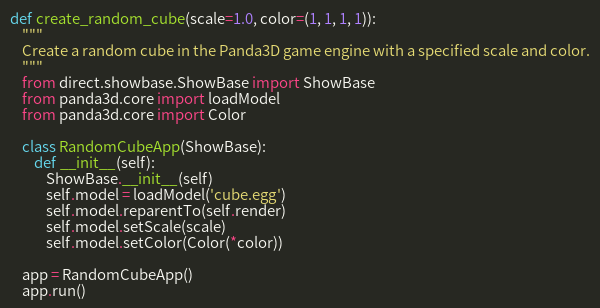 def create_random_cube(scale=1.0, color=(1, 1, 1, 1)):
    """
    Create a random cube in the Panda3D game engine with a specified scale and color.
    """
    from direct.showbase.ShowBase import ShowBase
    from panda3d.core import loadModel
    from panda3d.core import Color

    class RandomCubeApp(ShowBase):
        def __init__(self):
            ShowBase.__init__(self)
            self.model = loadModel('cube.egg')
            self.model.reparentTo(self.render)
            self.model.setScale(scale)
            self.model.setColor(Color(*color))

    app = RandomCubeApp()
    app.run()